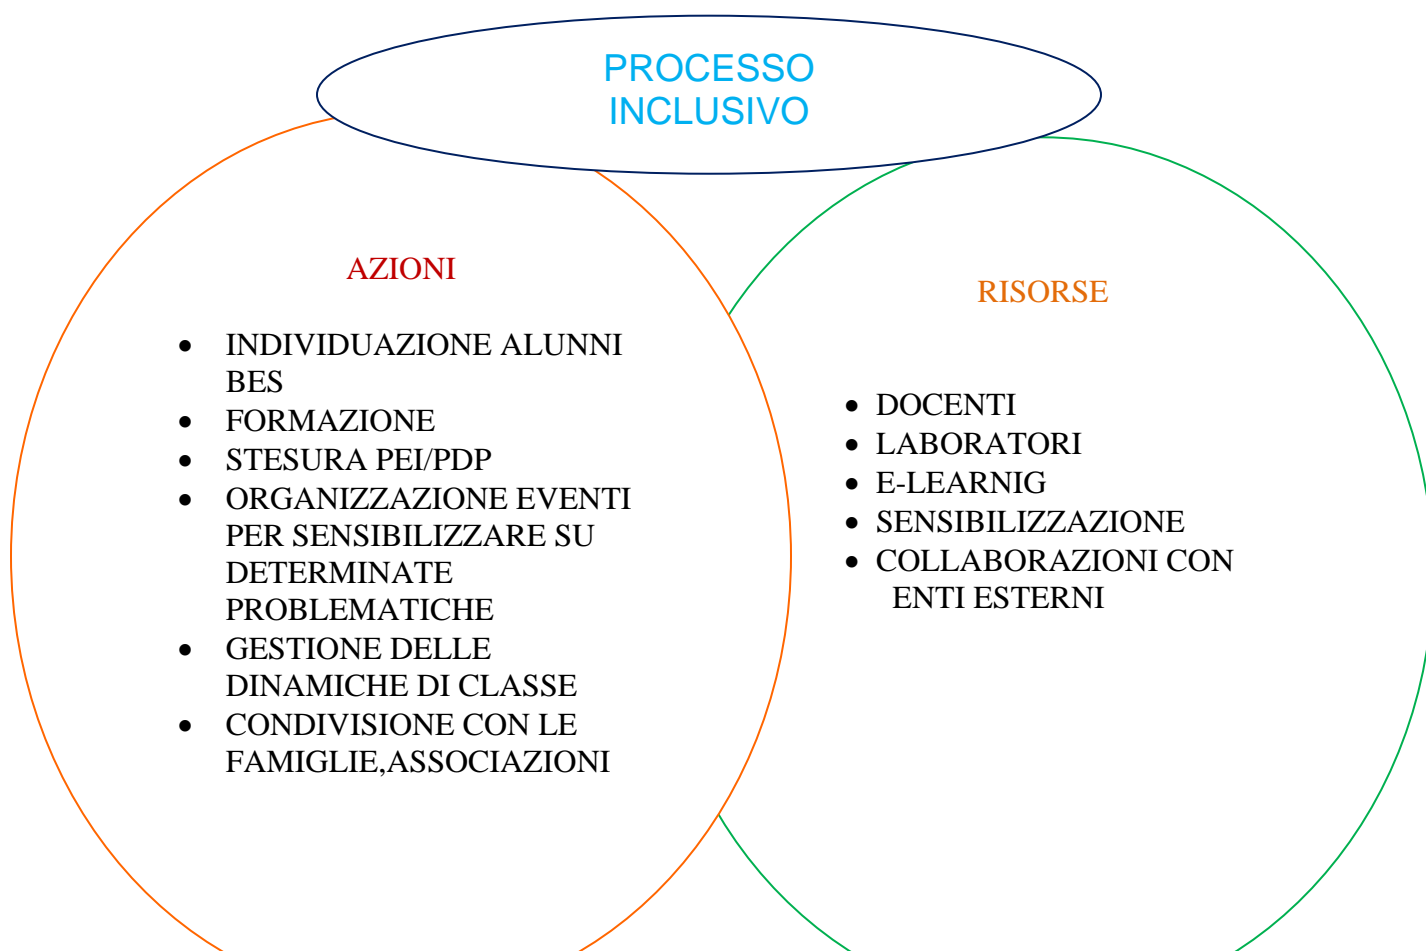 PROCESSO
INCLUSIVO
AZIONI
• INDIVIDUAZIONE ALUNNI
BES
• FORMAZIONE
• STESURA PEI/PDP
• ORGANIZZAZIONE EVENTI
PER SENSIBILIZZARE SU
DETERMINATE
PROBLEMATICHE
• GESTIONE DELLE
DINAMICHE DI CLASSE
• CONDIVISIONE CON LE
FAMIGLIE,ASSOCIAZIONI
RISORSE
• DOCENTI
• LABORATORI
• E-LEARNIG
• SENSIBILIZZAZIONE
• COLLABORAZIONI CON
ENTI ESTERNI